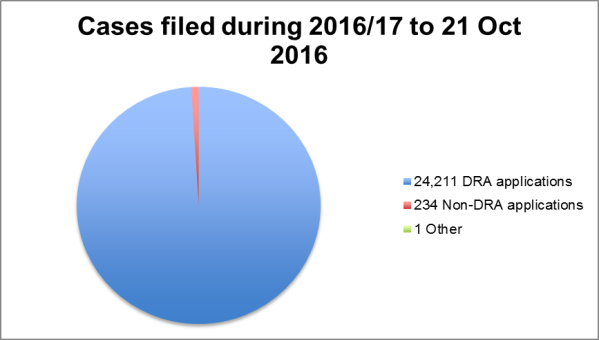 Cases filed during 2016/17 to 21 Oct
2016
24,211 DRA applications
234 Non-DRA applications
1 Other